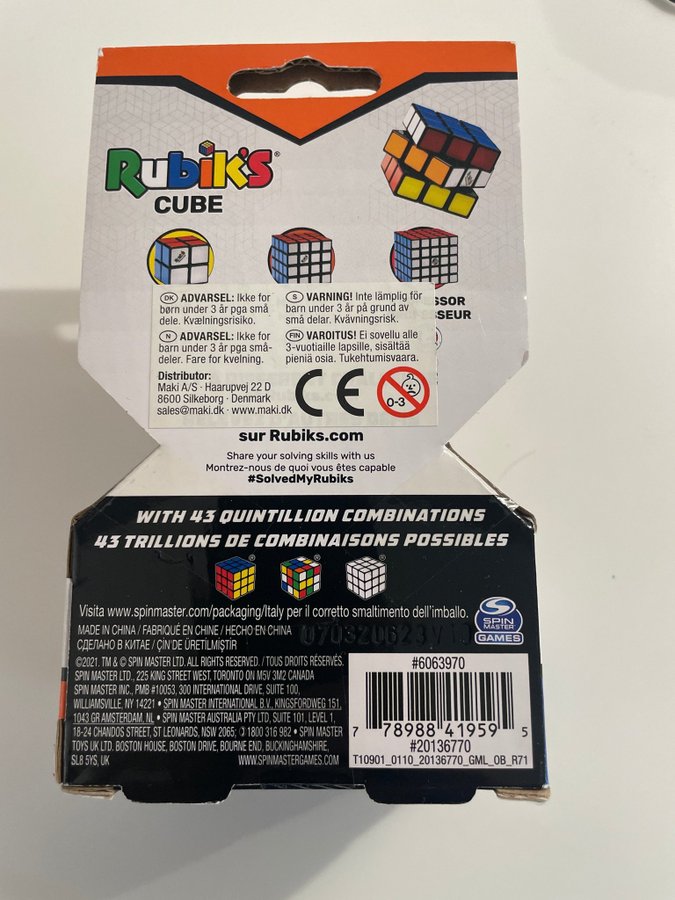 Rubik's®
CUBE
SSOR
SSEUR
DK ADVARSEL: Ikke for
børn under 3 år pga små
dele. Kvælningsrisiko.
N ADVARSEL: Ikke for
barn under 3 år pga små-
deler. Fare for kvelning.
S VARNING! Inte lämplig för
barn under 3 år på grund av
små delar. Kvävningsrisk.
FIN VAROITUS! Ei sovellu alle
3-vuotiaille lapsille, sisältää
pieniä osia. Tukehtumisvaara.
Distributor:
Maki A/S · Haarupvej 22 D
8600 Silkeborg · Denmark
sales@maki.dk · www.maki.dk
CE
0-3
sur Rubiks.com
Share your solving skills with us
Montrez-nous de quoi vous êtes capable
#SolvedMyRubiks
WITH 43 QUINTILLION COMBINATIONS
43 TRILLIONS DE COMBINAISONS POSSIBLES
Visita www.spinmaster.com/packaging/Italy per il corretto smaltimento dell'imballo.
MADE IN CHINA / FABRIQUÉ EN CHINE / HECHO EN CHINA
СДЕЛАНО В КИТАЕ / ÇİN'DE ÜRETİLMİŞTİR
©2021. TM & © SPIN MASTER LTD. ALL RIGHTS RESERVED. / TOUS DROITS RÉSERVÉS.
SPIN MASTER LTD., 225 KING STREET WEST, TORONTO ON M5V 3M2 CANADA
SPIN MASTER INC., PMB #10053, 300 INTERNATIONAL DRIVE, SUITE 100,
WILLIAMSVILLE, NY 14221 • SPIN MASTER INTERNATIONAL B.V., KINGSFORDWEG 151,
1043 GR AMSTERDAM, NL • SPIN MASTER AUSTRALIA PTY LTD, SUITE 101, LEVEL 1,
18-24 CHANDOS STREET, ST LEONARDS, NSW 2065; 1800 316 982 • SPIN MASTER
TOYS UK LTD. BOSTON HOUSE, BOSTON DRIVE, BOURNE END, BUCKINGHAMSHIRE,
SL8 5YS, UK
WWW.SPINMASTERGAMES.COM
SPIN
MASTER
GAMES
#6063970
7 78988 41959 5
#20136770
T10901_0110_20136770_GML_OB_R71